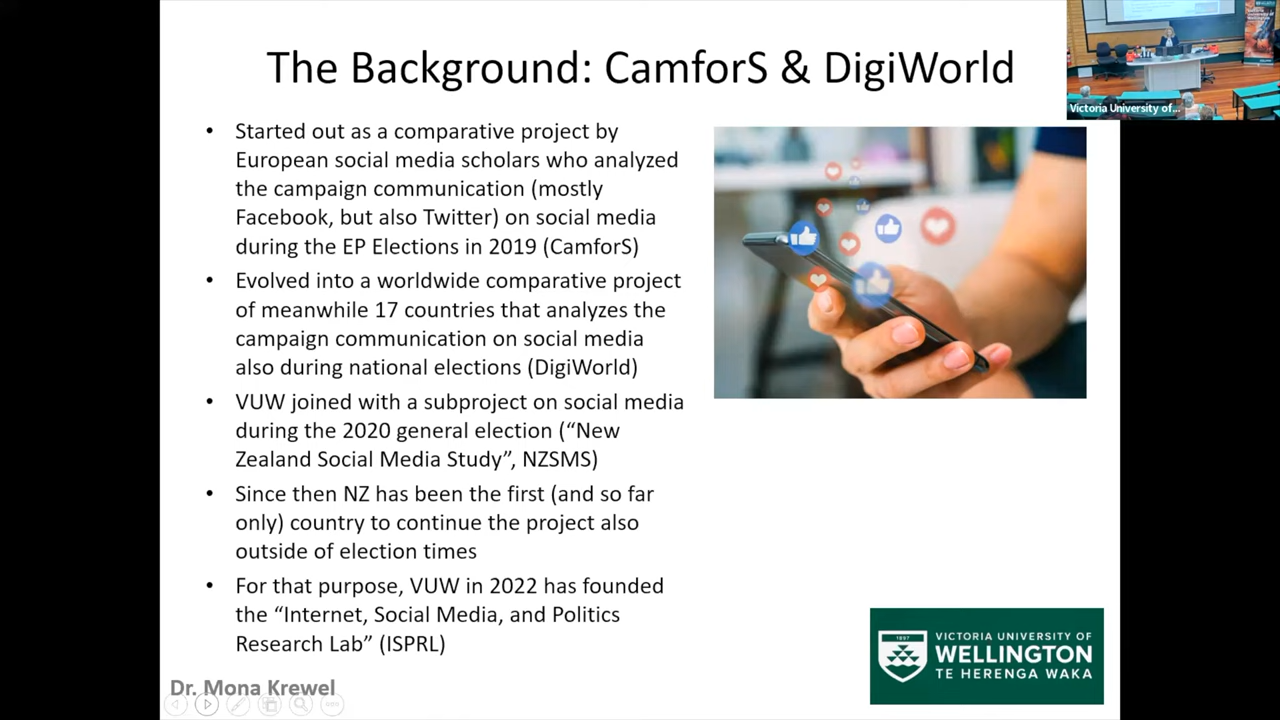 The Background: CamforS & DigiWorld
Victoria University of...
• Started out as a comparative project by
European social media scholars who analyzed
the campaign communication (mostly
Facebook, but also Twitter) on social media
during the EP Elections in 2019 (CamforS)
• Evolved into a worldwide comparative project
of meanwhile 17 countries that analyzes the
campaign communication on social media
also during national elections (DigiWorld)
• VUW joined with a subproject on social media
during the 2020 general election (“New
Zealand Social Media Study”, NZSMS)
• Since then NZ has been the first (and so far
only) country to continue the project also
outside of election times
• For that purpose, VUW in 2022 has founded
the “Internet, Social Media, and Politics
Research Lab” (ISPRL)
1897
VICTORIA UNIVERSITY OF
WELLINGTON
TE HERENGA WAKA
Dr. Mona Krewel